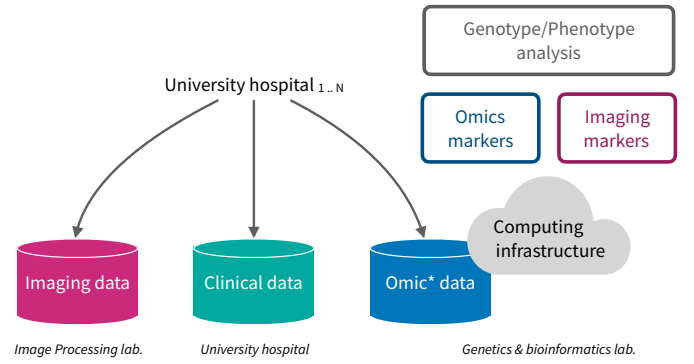 Genotype/Phenotype
analysis
University hospital 1 .. N
Omics
markers
Imaging
markers
Computing
infrastructure
Imaging data
Clinical data
Omic* data
Image Processing lab.
University hospital
Genetics & bioinformatics lab.